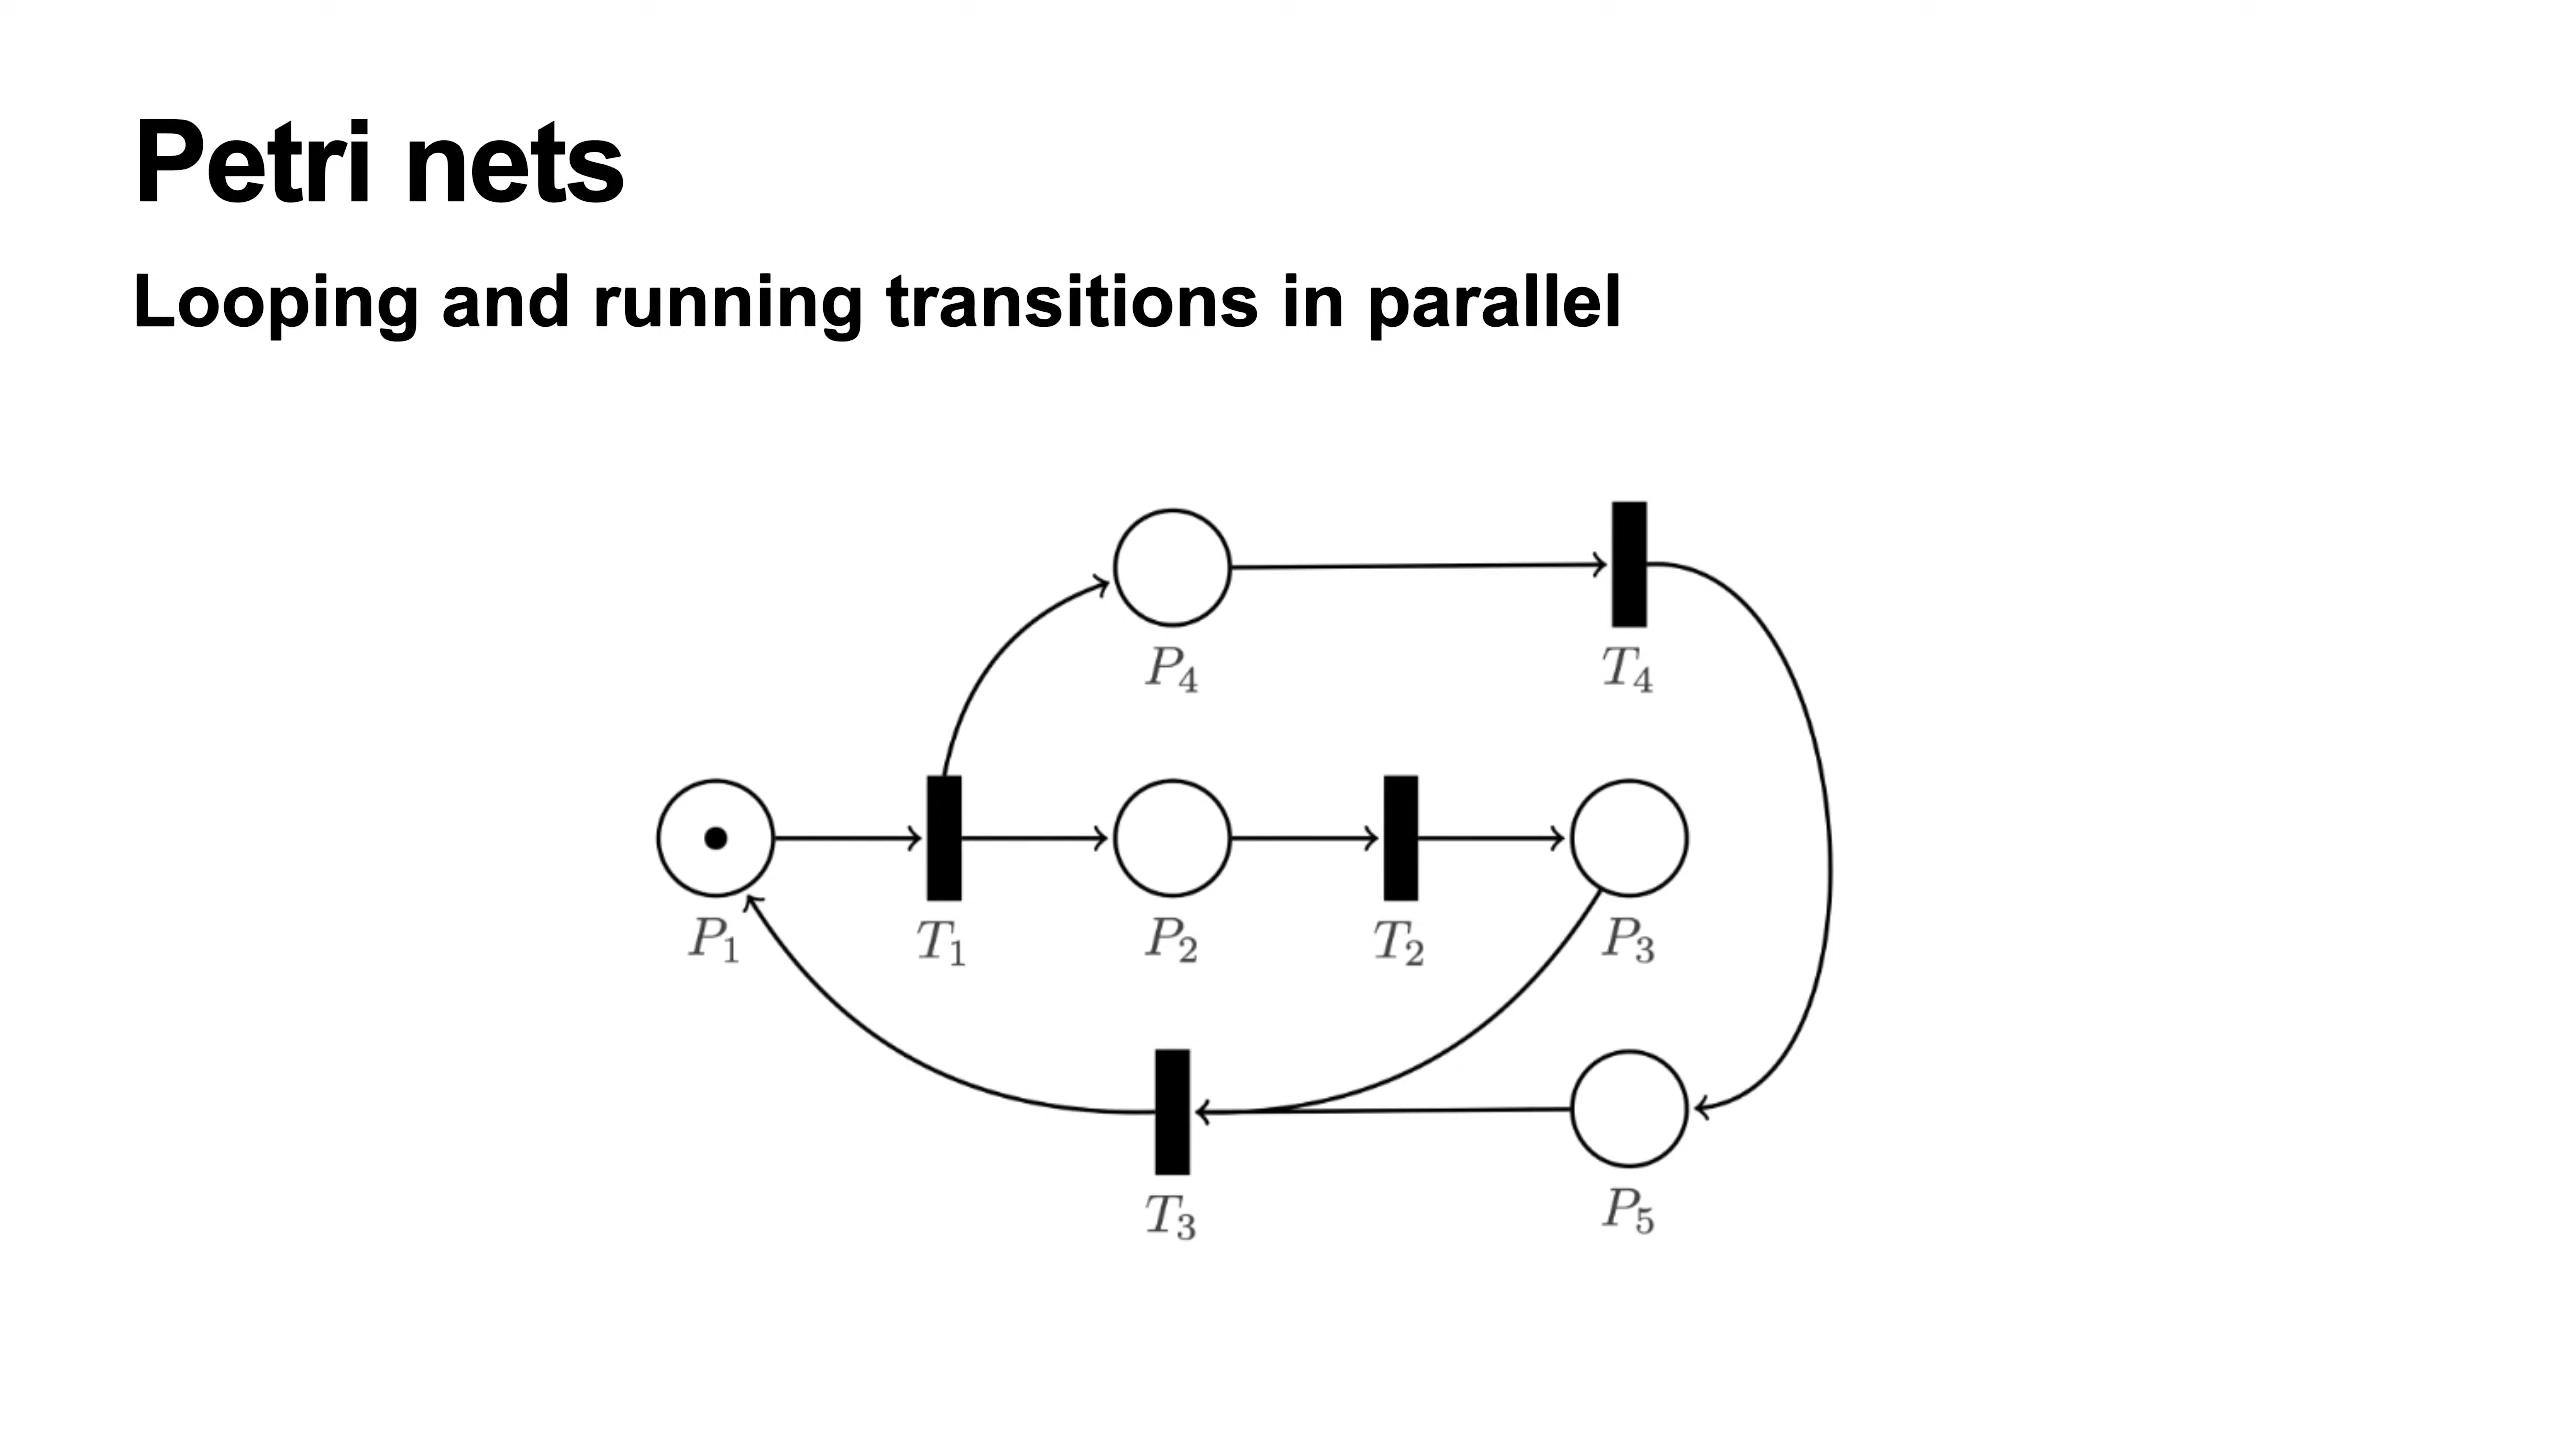 Petri nets
Looping and running transitions in parallel
P4
T4
P1
T1
P2
T2
P3
T3
P5